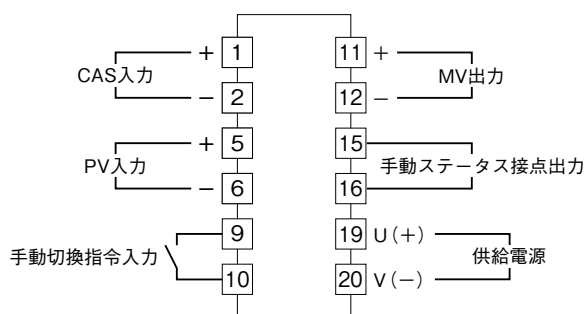 CAS入力
+ 1
− 2
PV入力
+ 5
− 6
手動切換指令入力
9
10
11 +
12 −
MV出力
15
16
手動ステータス接点出力
19 U(+)
20 V(−)
供給電源